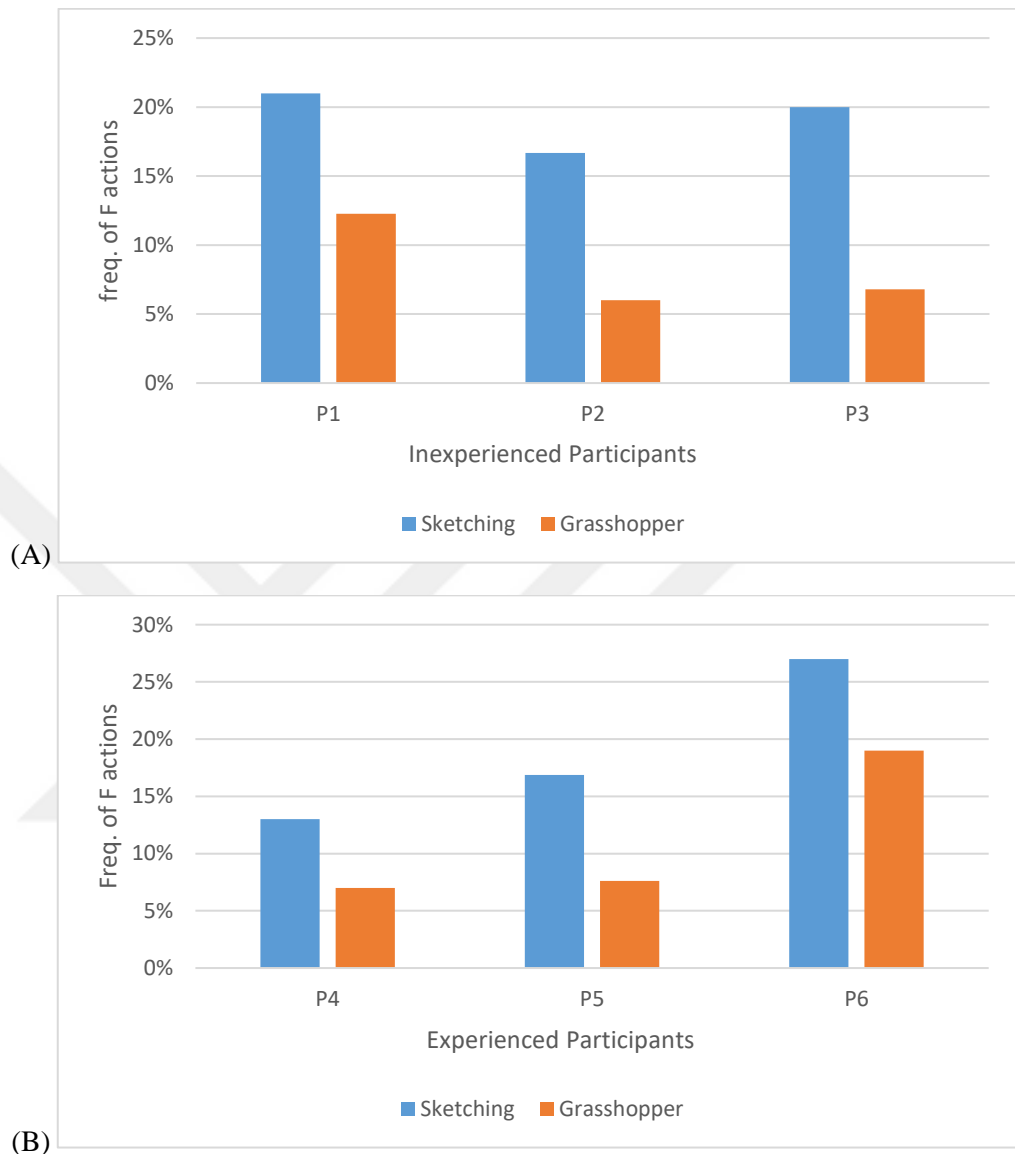 25%
20%
15%
10%
5%
0%
freq. of F actions
P1 P2 P3
Inexperienced Participants
Sketching Grasshopper
(A)
30%
25%
20%
15%
10%
5%
0%
Freq. of F actions
P4 P5 P6
Experienced Participants
Sketching Grasshopper
(B)